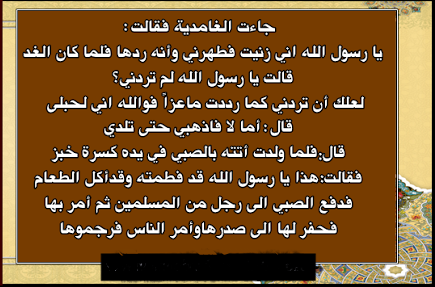 جاءت الغامدية فقالت :
يا رسول الله اني زنيت فطهرني وأنه ردها فلما كان الغد
قالت يا رسول الله لم تردني؟
لعلك أن تردني كما رددت ماعزاً فوالله اني لحبلى
قال: أما لا فاذهبي حتى تلدي
قال:فلما ولدت أتته بالصبي في يده كسرة خبز
فقالت:هذا يا رسول الله قد فطمته وقدأكل الطعام
فدفع الصبي الى رجل من المسلمين ثم أمر بها
فحفر لها الى صدرهاوأمر الناس فرجموها